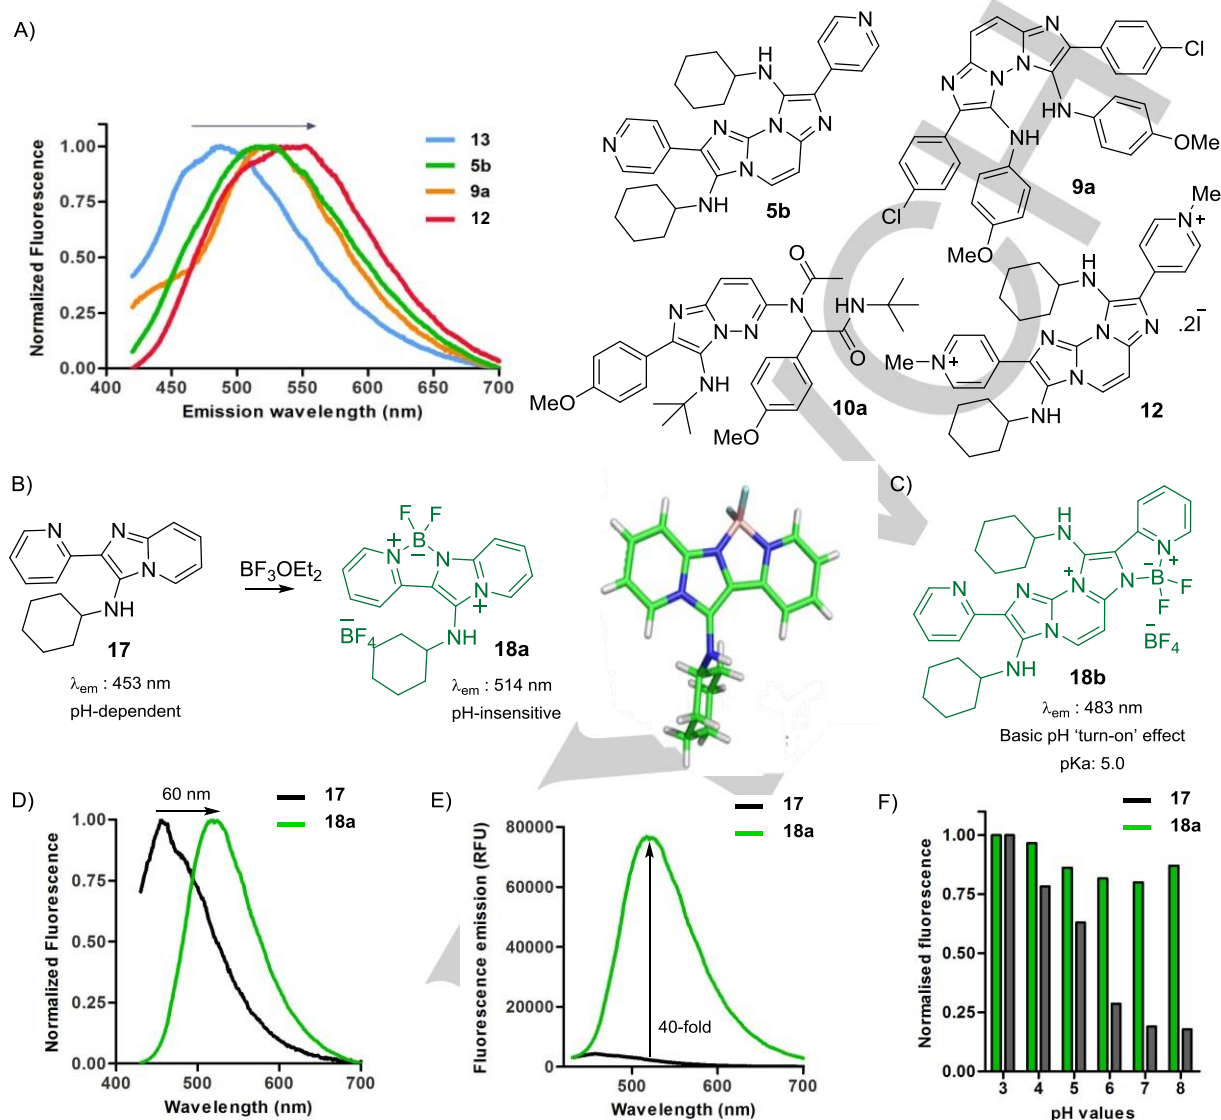 A)
Normalized Fluorescence
1.00
0.75
0.50
0.25
0.00
400 450 500 550 600 650 700
Emission wavelength (nm)
13
5b
9a
12
N
H
N
N
N
N
N
N
NH
5b
N
N
N
N
N
Cl
HN
NH
OMe
Cl
MeO
9a
O
N
N
N
N
HN
O
NH
MeO
MeO
10a
Me
N+
H
N
N
N
N
N
Me N+
NH
.2I−
12
B)
N
N
N
NH
17
λem : 453 nm
pH-dependent
BF3OEt2
F F
B
−
+
N
N
N
+
NH
−
BF4
18a
λem : 514 nm
pH-insensitive
C)
H
N
N
+
N
N
N
N
N
+
−
B
F
F
NH
−
BF4
18b
λem : 483 nm
Basic pH ‘turn-on’ effect
pKa: 5.0
D)
60 nm
17
18a
Normalized Fluorescence
1.00
0.75
0.50
0.25
0.00
400 500 600 700
Wavelength (nm)
E)
17
18a
Fluorescence emission (RFU)
80000
60000
40000
20000
0
40-fold
500 600 700
Wavelength (nm)
F)
17
18a
Normalised fluorescence
1.00
0.75
0.50
0.25
0.00
3 4 5 6 7 8
pH values